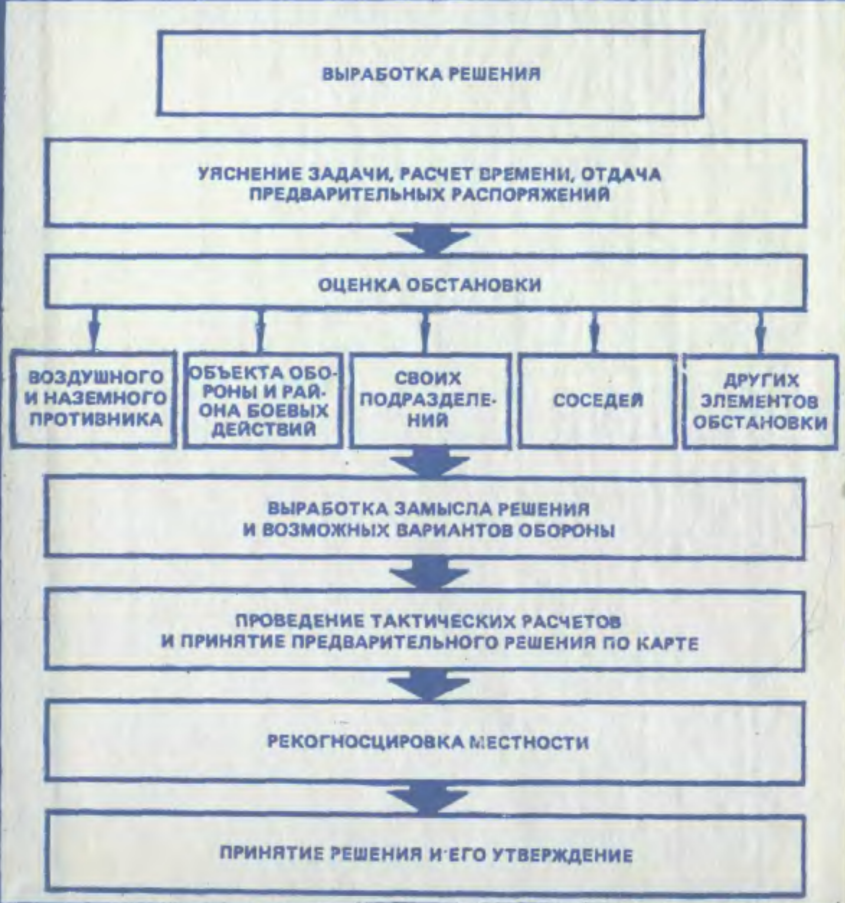 ВЫРАБОТКА РЕШЕНИЯ
УЯСНЕНИЕ ЗАДАЧИ, РАСЧЕТ ВРЕМЕНИ, ОТДАЧА
ПРЕДВАРИТЕЛЬНЫХ РАСПОРЯЖЕНИЙ
ОЦЕНКА ОБСТАНОВКИ
ВОЗДУШНОГО
И НАЗЕМНОГО
ПРОТИВНИКА
ОБЪЕКТА ОБО-
РОНЫ И РАЙ-
ОНА БОЕВЫХ
ДЕЙСТВИЙ
СВОИХ
ПОДРАЗДЕЛЕ-
НИЙ
СОСЕДЕЙ
ДРУГИХ
ЭЛЕМЕНТОВ
ОБСТАНОВКИ
ВЫРАБОТКА ЗАМЫСЛА РЕШЕНИЯ
И ВОЗМОЖНЫХ ВАРИАНТОВ ОБОРОНЫ
ПРОВЕДЕНИЕ ТАКТИЧЕСКИХ РАСЧЕТОВ
И ПРИНЯТИЕ ПРЕДВАРИТЕЛЬНОГО РЕШЕНИЯ ПО КАРТЕ
РЕКОГНОСЦИРОВКА МЕСТНОСТИ
ПРИНЯТИЕ РЕШЕНИЯ И ЕГО УТВЕРЖДЕНИЕ